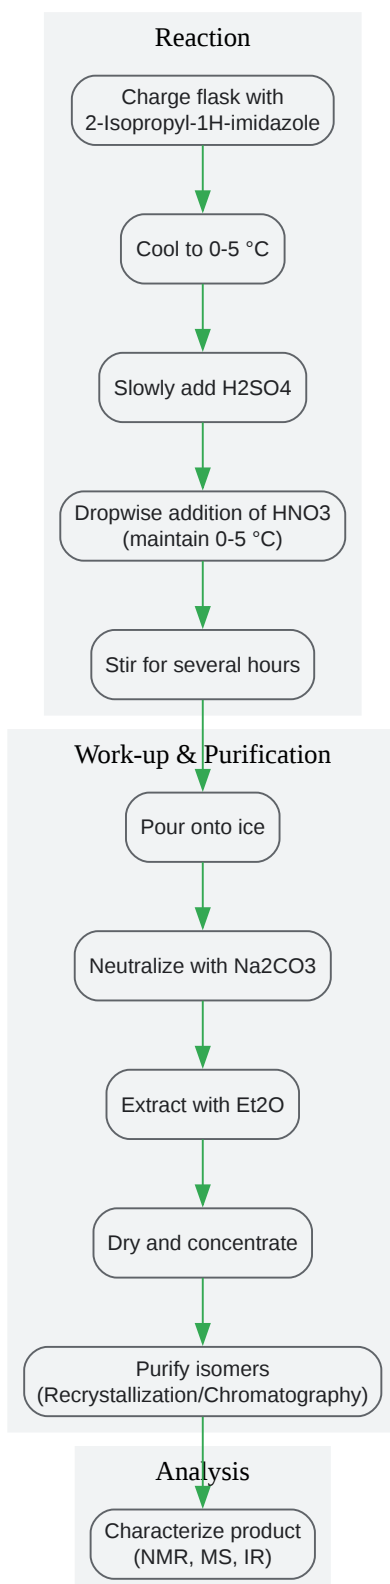 Reaction
Charge flask with
2-Isopropyl-1H-imidazole
Cool to 0-5 °C
Slowly add H2SO4
Dropwise addition of HNO3
(maintain 0-5 °C)
Stir for several hours
Work-up & Purification
Pour onto ice
Neutralize with Na2CO3
Extract with Et2O
Dry and concentrate
Purify isomers
(Recrystallization/Chromatography)
Analysis
Characterize product
(NMR, MS, IR)